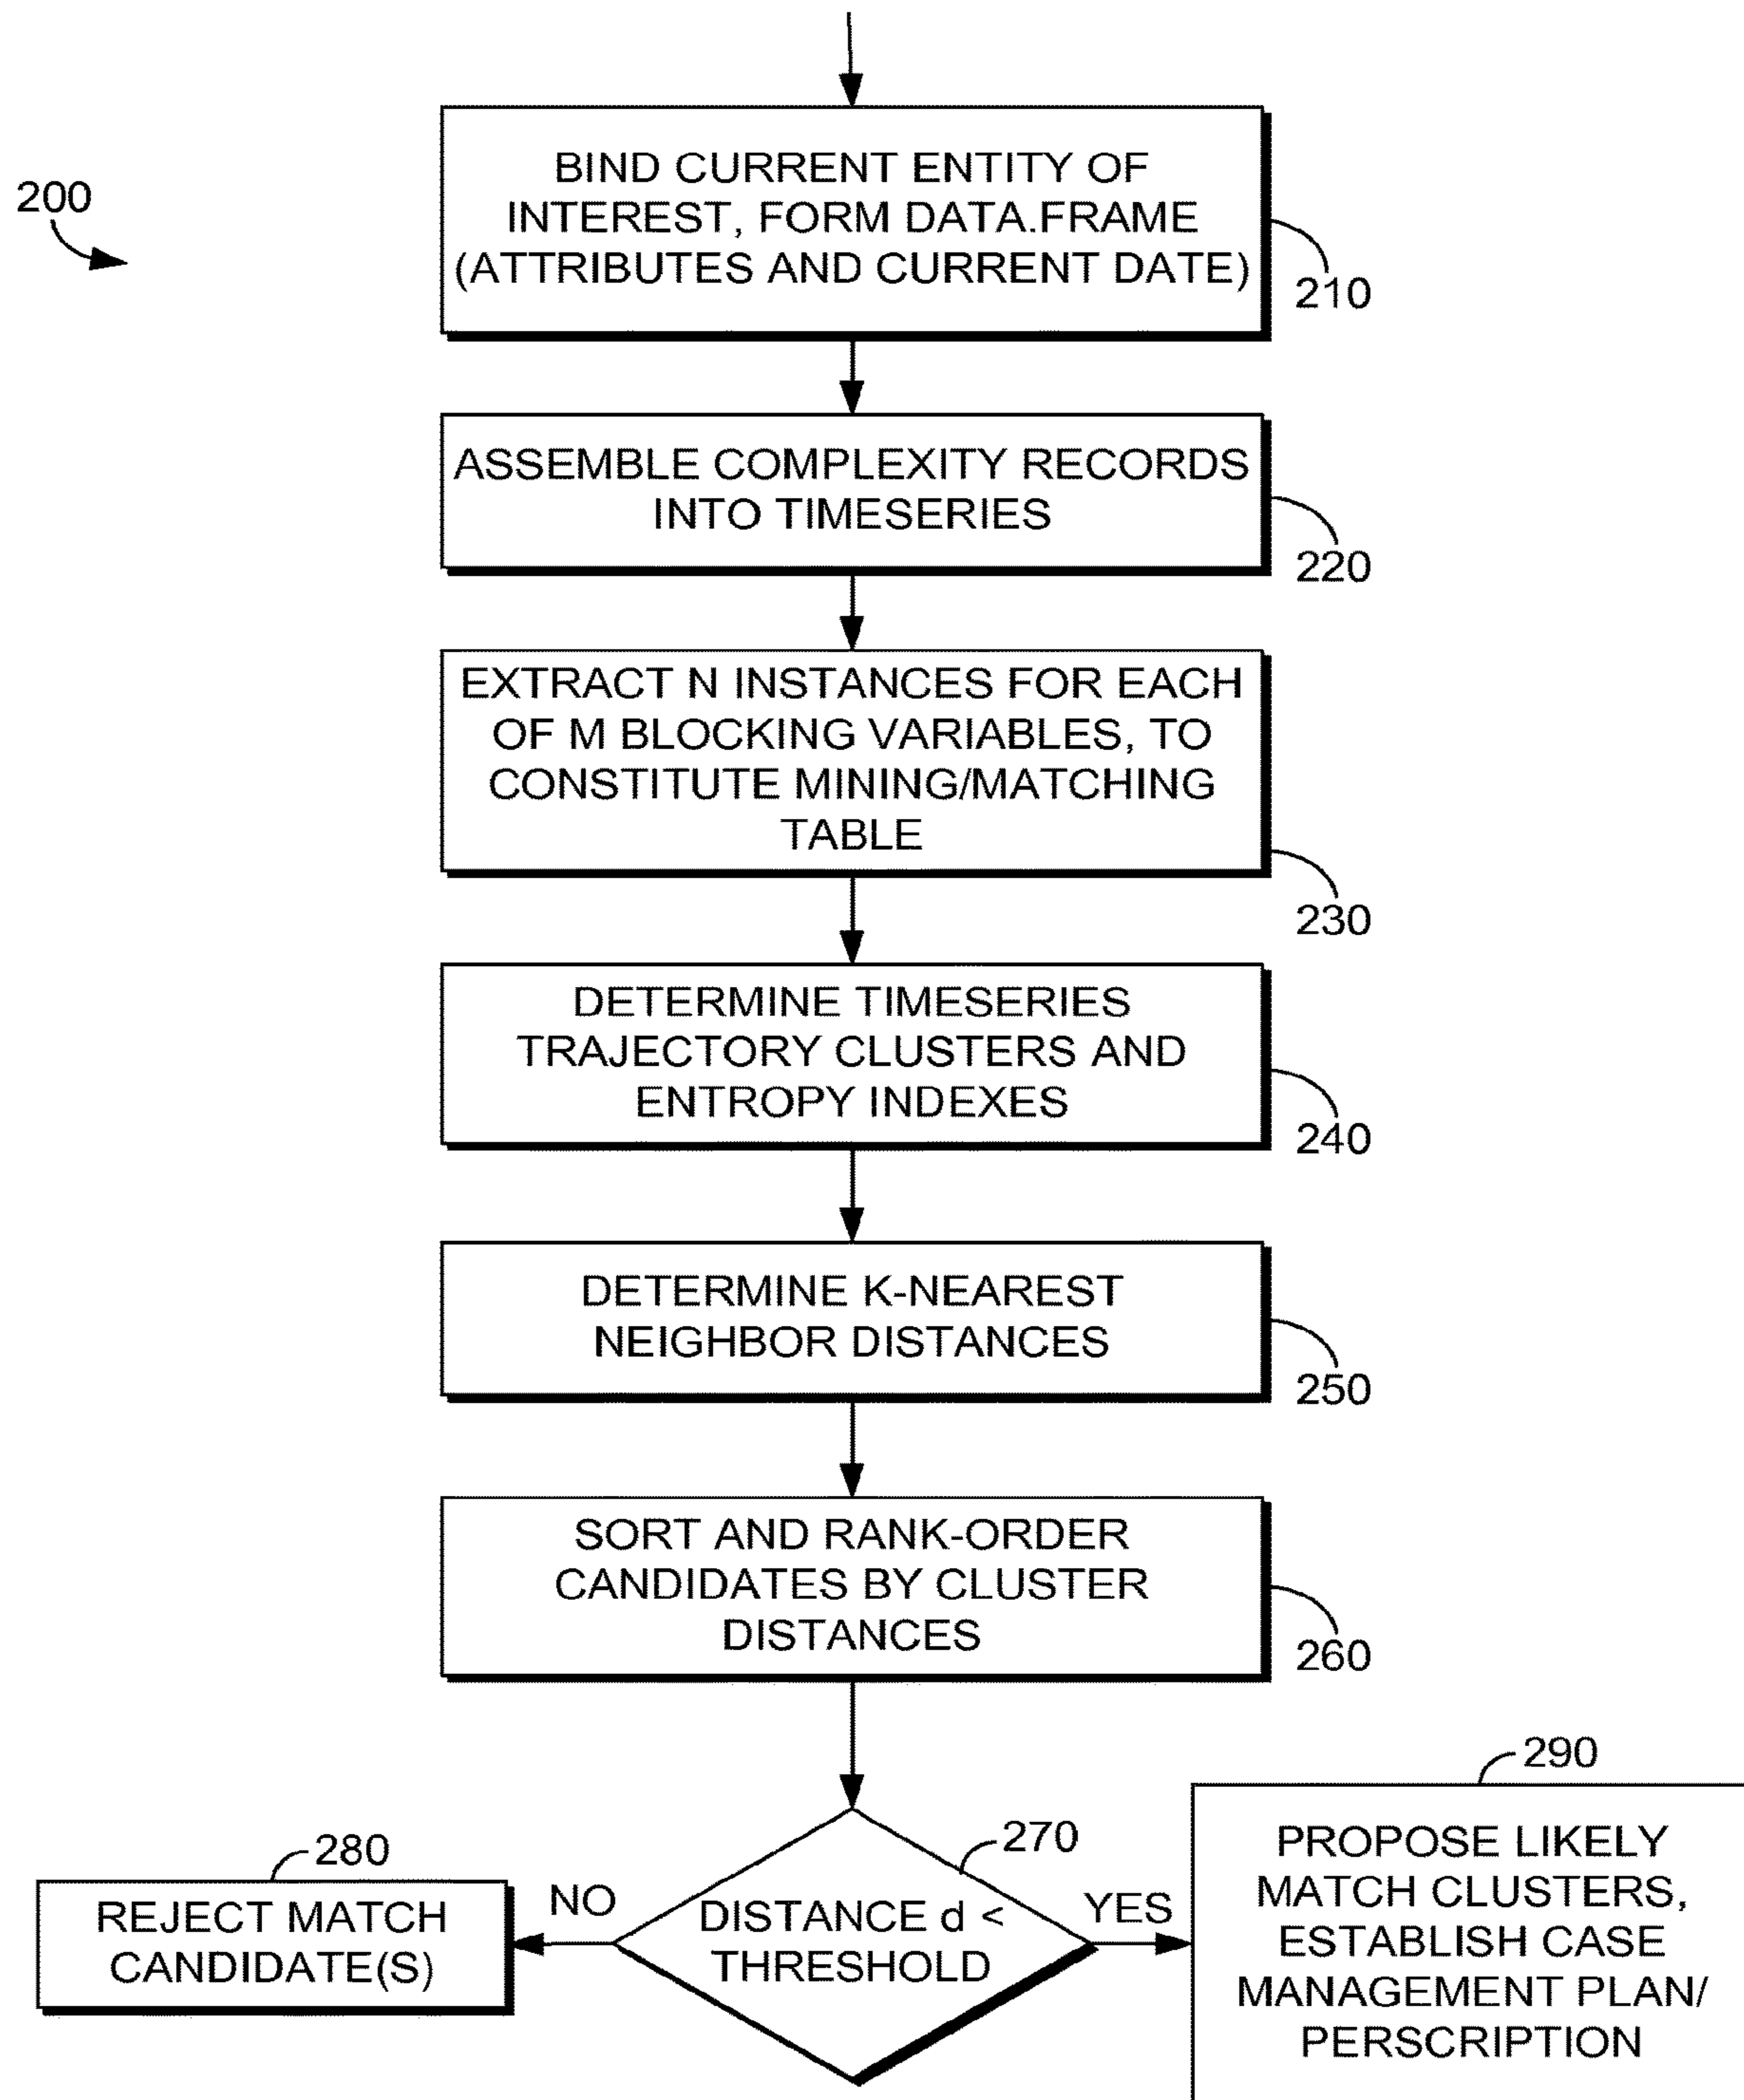 200
BIND CURRENT ENTITY OF
INTEREST, FORM DATA.FRAME
(ATTRIBUTES AND CURRENT DATE)
210
ASSEMBLE COMPLEXITY RECORDS
INTO TIMESERIES
220
EXTRACT N INSTANCES FOR EACH
OF M BLOCKING VARIABLES, TO
CONSTITUTE MINING/MATCHING
TABLE
230
DETERMINE TIMESERIES
TRAJECTORY CLUSTERS AND
ENTROPY INDEXES
240
DETERMINE K-NEAREST
NEIGHBOR DISTANCES
250
SORT AND RANK-ORDER
CANDIDATES BY CLUSTER
DISTANCES
260
270
DISTANCE d <
THRESHOLD
NO
280
REJECT MATCH
CANDIDATE(S)
YES
290
PROPOSE LIKELY
MATCH CLUSTERS,
ESTABLISH CASE
MANAGEMENT PLAN/
PERSCRIPTION